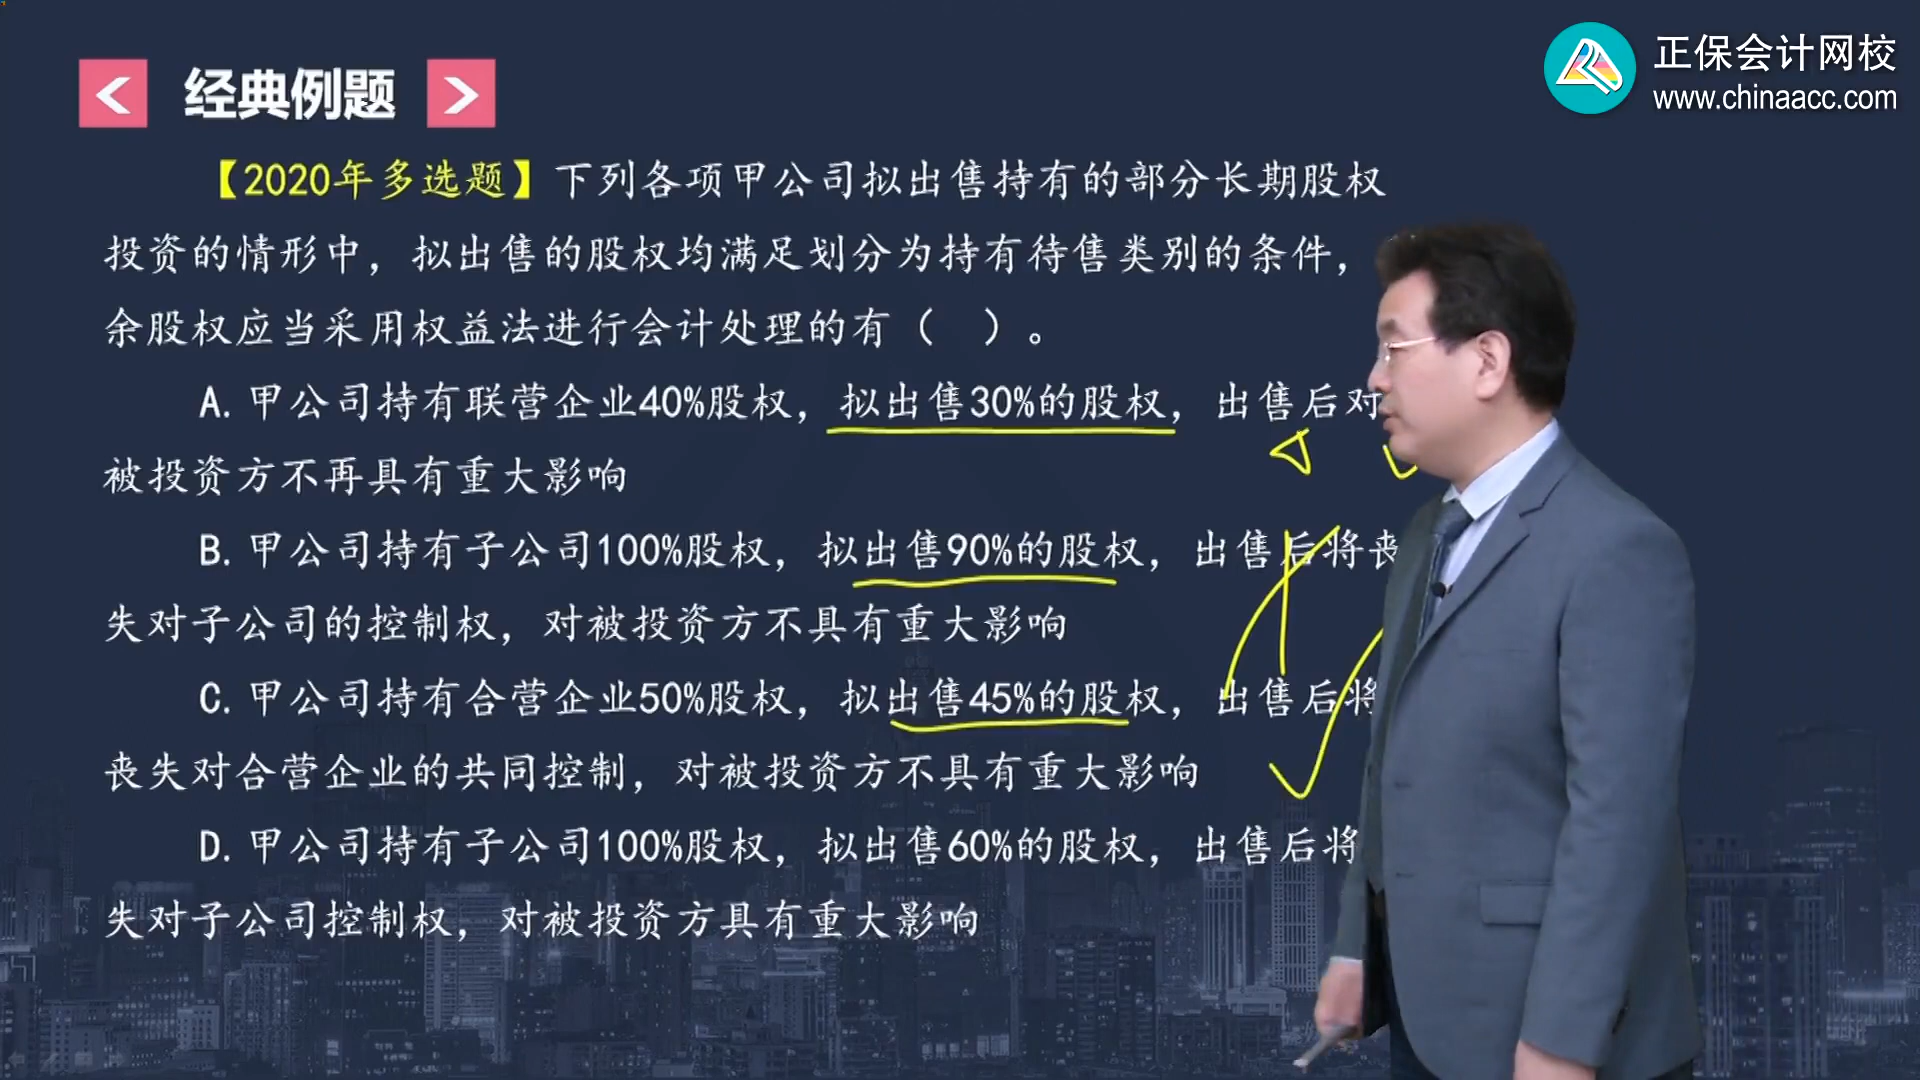 正保会计网校
www.chinaacc.com
经典例题
【2020年多选题】下列各项甲公司拟出售持有的部分长期股权
投资的情形中，拟出售的股权均满足划分为持有待售类别的条件，
余股权应当采用权益法进行会计处理的有（　）。
A. 甲公司持有联营企业40%股权，拟出售30%的股权，出售后对
被投资方不再具有重大影响
B. 甲公司持有子公司100%股权，拟出售90%的股权，出售后将丧
失对子公司的控制权，对被投资方不具有重大影响
C. 甲公司持有合营企业50%股权，拟出售45%的股权，出售后将
丧失对合营企业的共同控制，对被投资方不具有重大影响
D. 甲公司持有子公司100%股权，拟出售60%的股权，出售后将
失对子公司控制权，对被投资方具有重大影响